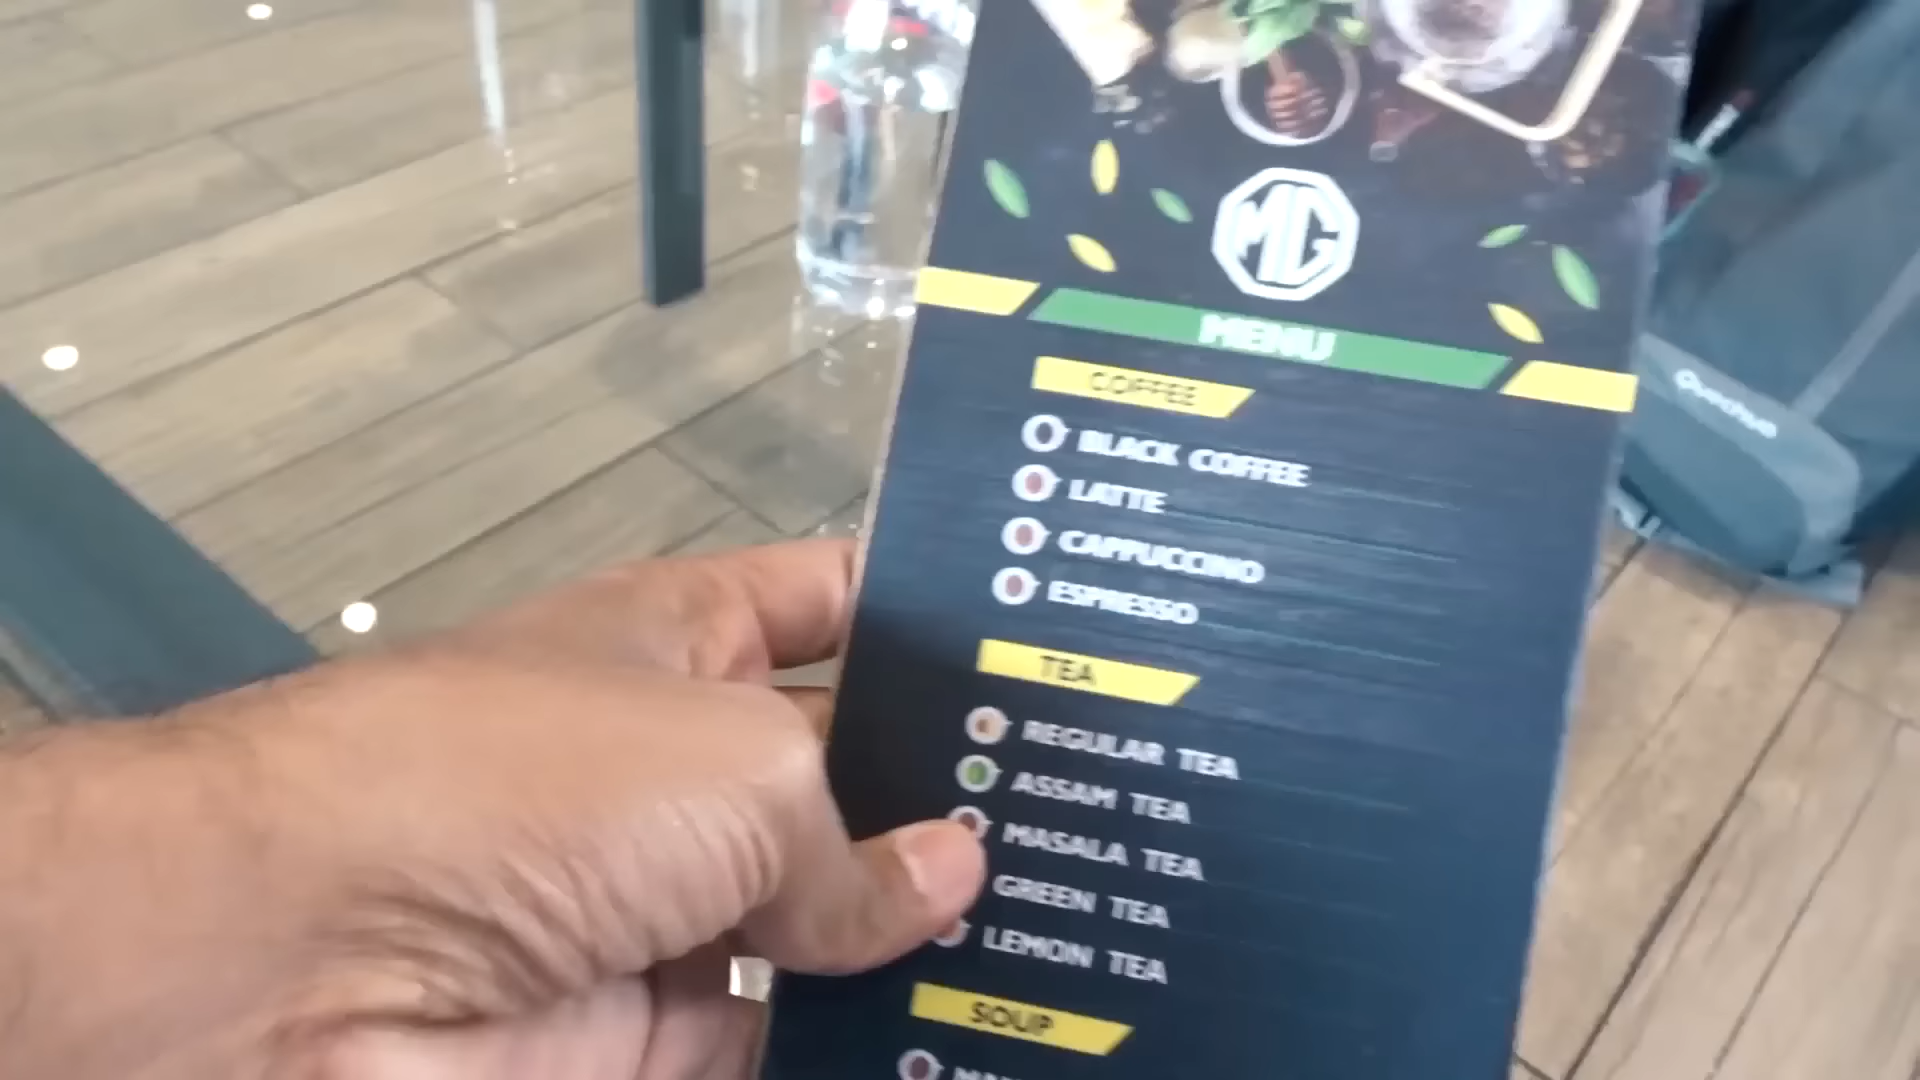 MG
MENU
COFFEE
BLACK COFFEE
LATTE
CAPPUCCINO
ESPRESSO
TEA
REGULAR TEA
ASSAM TEA
MASALA TEA
GREEN TEA
LEMON TEA
SOUP
Quechua